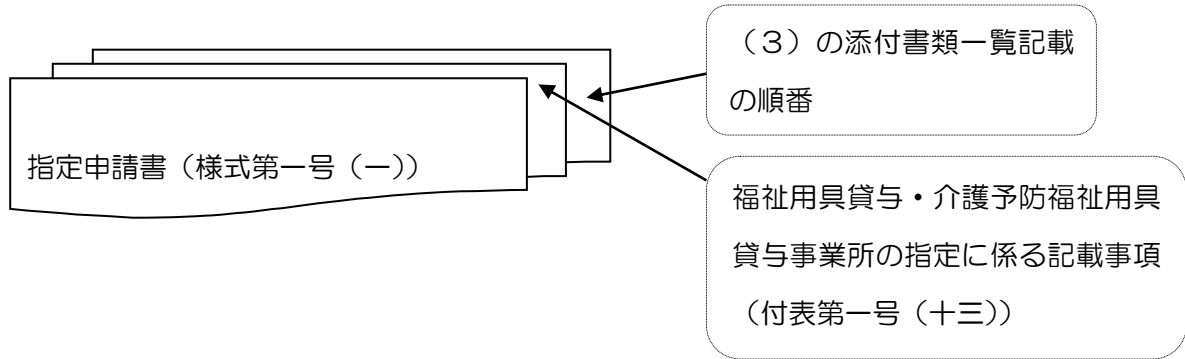 （３）の添付書類一覧記載
の順番
指定申請書（様式第一号（一））
福祉用具貸与・介護予防福祉用具
貸与事業所の指定に係る記載事項
（付表第一号（十三））